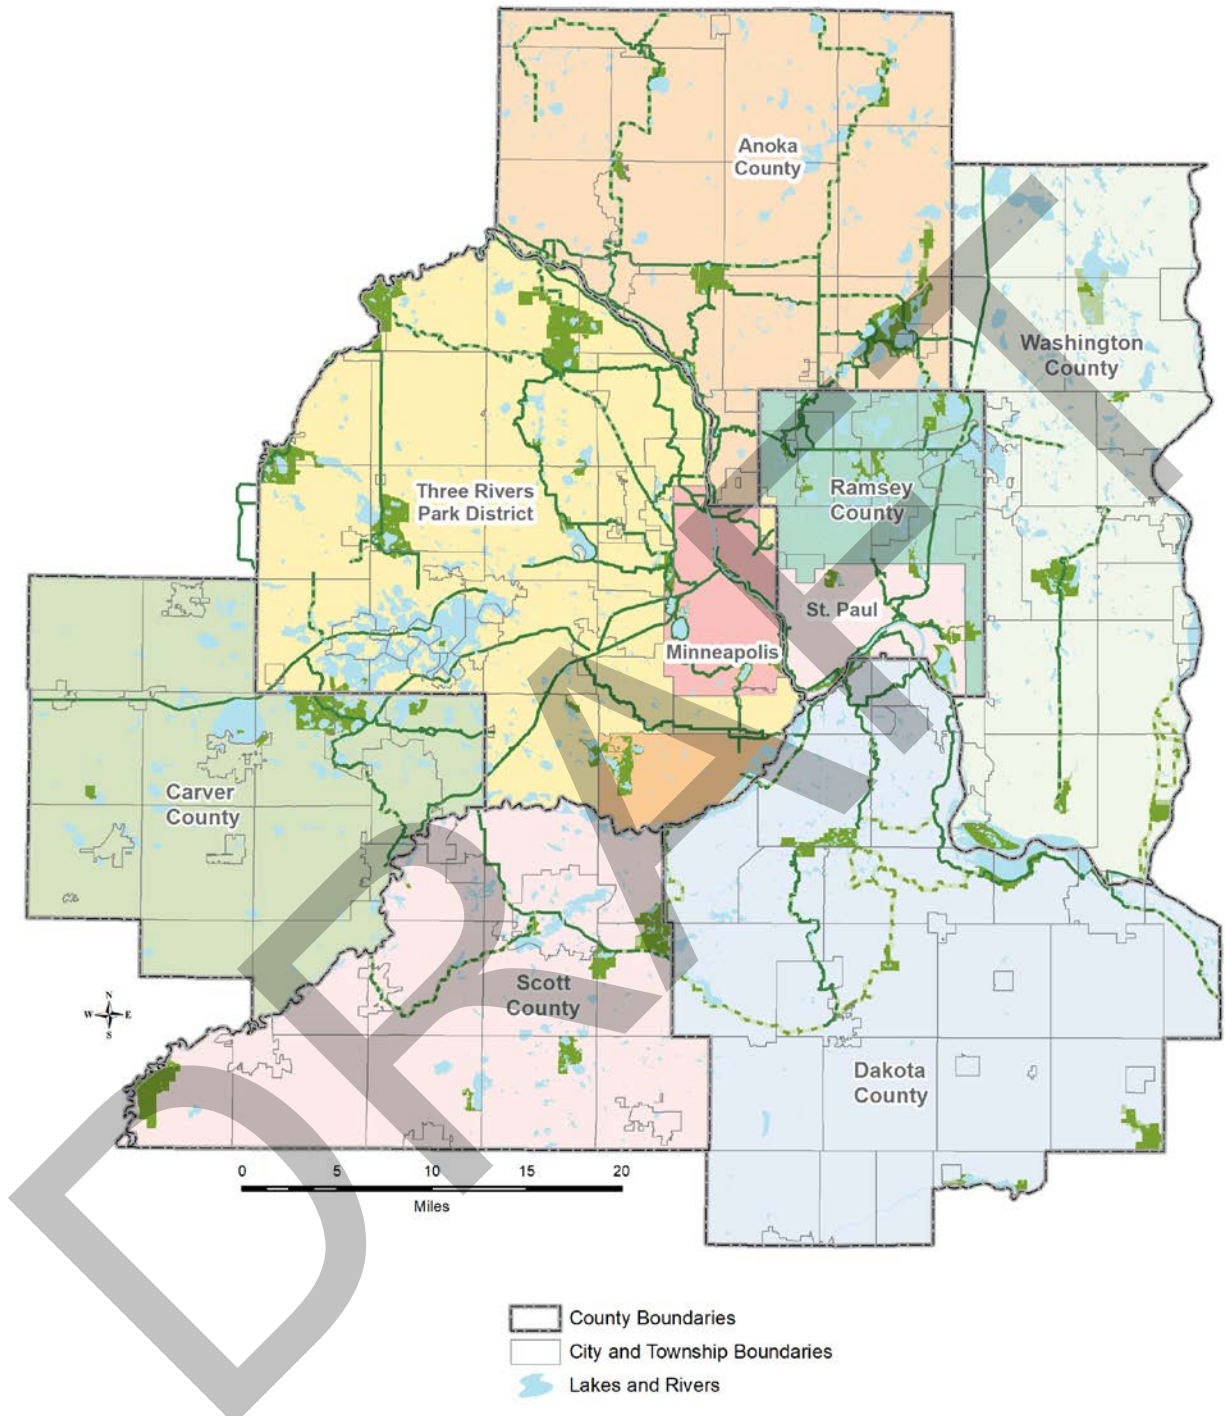 Anoka
County
Washington
County
Three Rivers
Park District
Ramsey
County
St. Paul
Minneapolis
Carver
County
Scott
County
N
W E
S
Dakota
County
0 5 10 15 20
Miles
County Boundaries
City and Township Boundaries
Lakes and Rivers
DRAFT